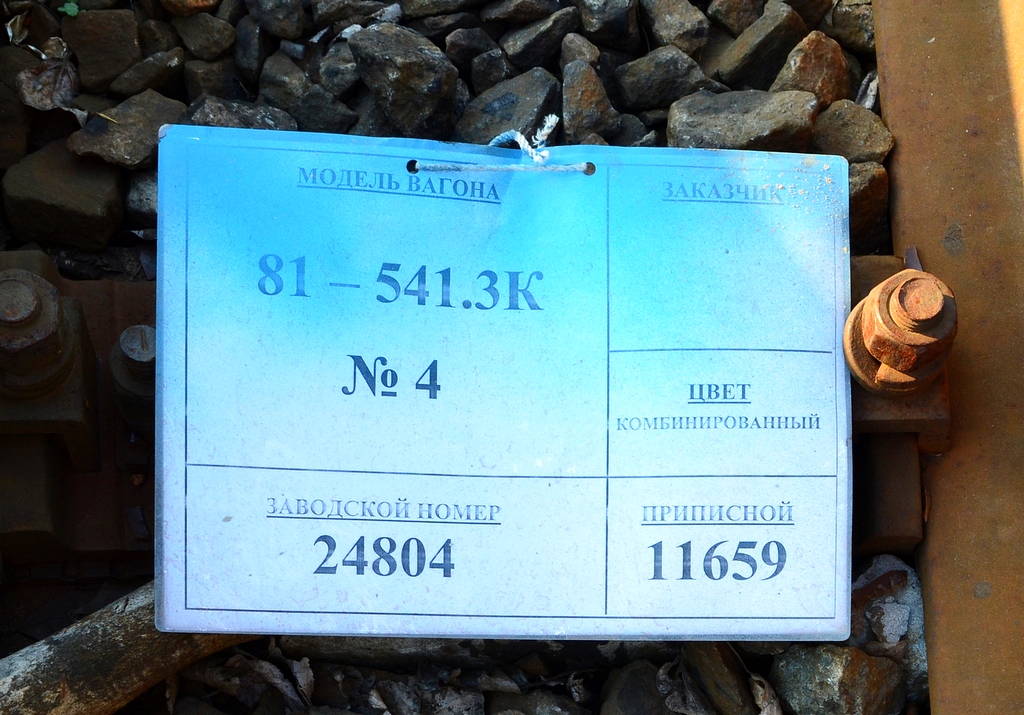 МОДЕЛЬ ВАГОНА
81 – 541.3К
№ 4
ЗАКАЗЧИК
ЦВЕТ
КОМБИНИРОВАННЫЙ
ЗАВОДСКОЙ НОМЕР
24804
ПРИПИСНОЙ
11659